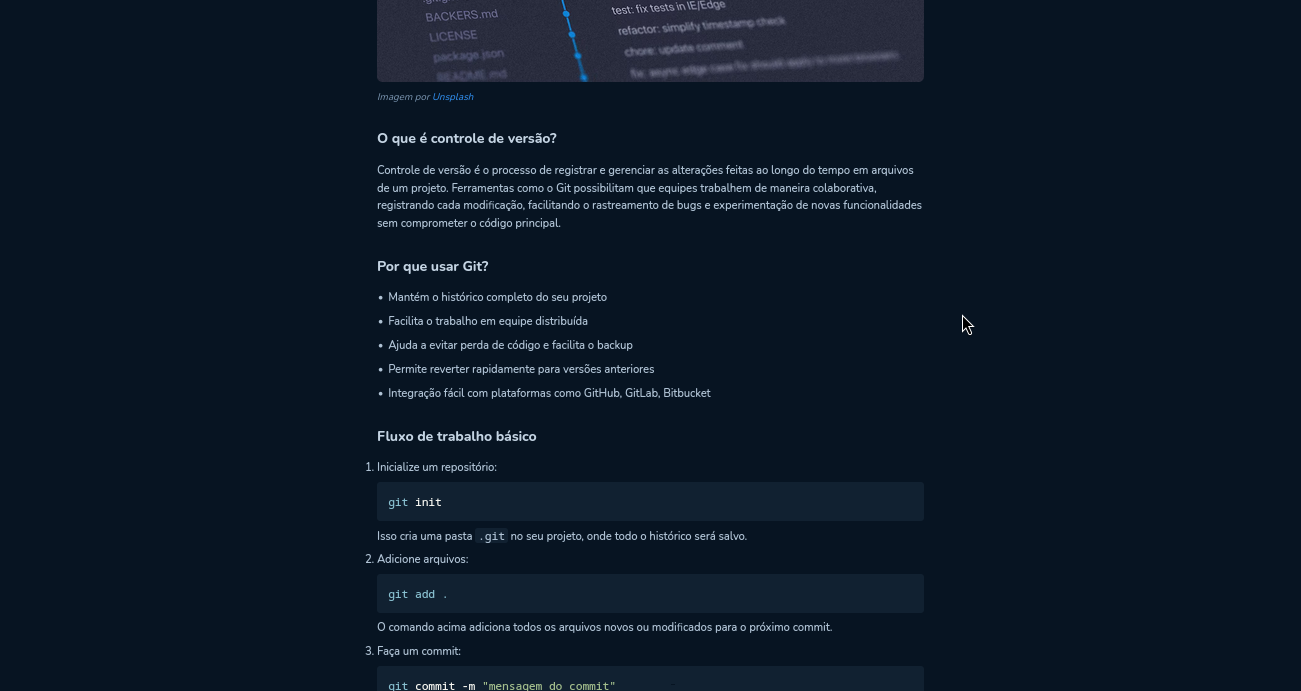 BACKERS.md
LICENSE
package.json
README.md
test: fix tests in IE/Edge
refactor: simplify timestamp check
chore: update comment
Imagem por Unsplash
O que é controle de versão?
Controle de versão é o processo de registrar e gerenciar as alterações feitas ao longo do tempo em arquivos
de um projeto. Ferramentas como o Git possibilitam que equipes trabalhem de maneira colaborativa,
registrando cada modificação, facilitando o rastreamento de bugs e experimentação de novas funcionalidades
sem comprometer o código principal.
Por que usar Git?
• Mantém o histórico completo do seu projeto
• Facilita o trabalho em equipe distribuída
• Ajuda a evitar perda de código e facilita o backup
• Permite reverter rapidamente para versões anteriores
• Integração fácil com plataformas como GitHub, GitLab, Bitbucket
Fluxo de trabalho básico
1. Inicialize um repositório:
git init
Isso cria uma pasta .git no seu projeto, onde todo o histórico será salvo.
2. Adicione arquivos:
git add .
O comando acima adiciona todos os arquivos novos ou modificados para o próximo commit.
3. Faça um commit:
git commit -m "mensagem do commit"